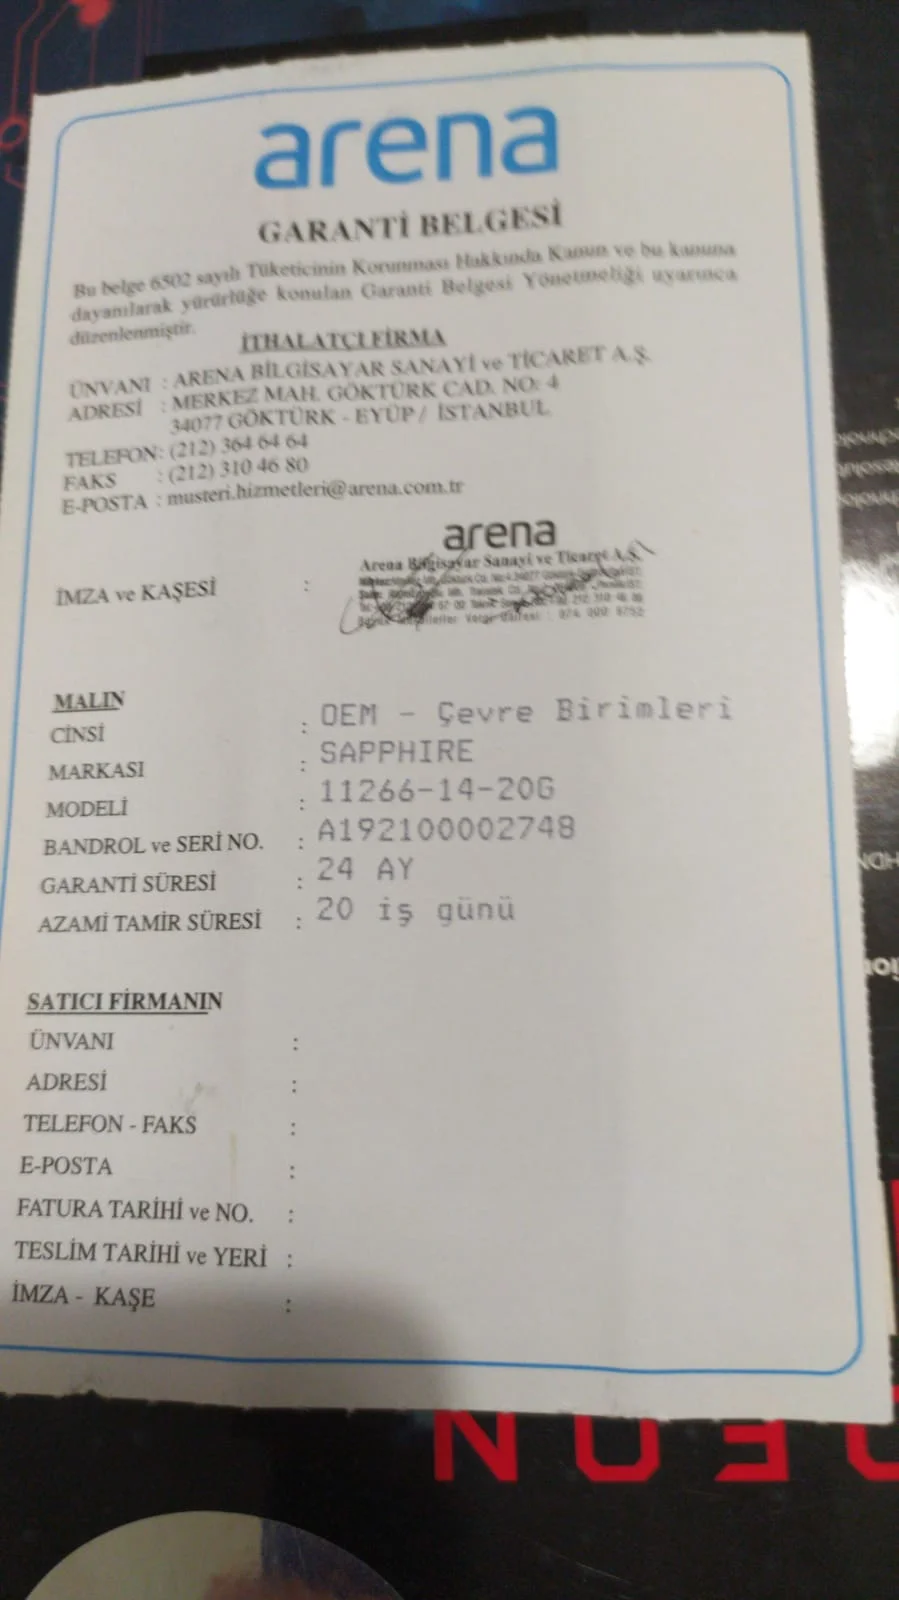 arena
GARANTİ BELGESİ
Bu belge 6502 sayılı Tüketicinin Korunması Hakkında Kanun ve bu kanuna
dayanılarak yürürlüğe konulan Garanti Belgesi Yönetmeliği uyarınca
düzenlenmiştir.
İTHALATÇI FİRMA
ÜNVANI : ARENA BİLGİSAYAR SANAYİ ve TİCARET A.Ş.
ADRESİ : MERKEZ MAH. GÖKTÜRK CAD. NO: 4
34077 GÖKTÜRK - EYÜP / İSTANBUL
TELEFON: (212) 364 64 64
FAKS : (212) 310 46 80
E-POSTA : musteri.hizmetleri@arena.com.tr
arena
Arena Bilgisayar Sanayi ve Ticaret A.Ş.
İMZA ve KAŞESİ :
MALIN
CİNSİ : OEM - Çevre Birimleri
MARKASI : SAPPHIRE
MODELİ : 11266-14-20G
BANDROL ve SERİ NO. : A192100002748
GARANTİ SÜRESİ : 24 AY
AZAMİ TAMİR SÜRESİ : 20 iş günü
SATICI FİRMANIN
ÜNVANI :
ADRESİ :
TELEFON - FAKS :
E-POSTA :
FATURA TARİHİ ve NO. :
TESLİM TARİHİ ve YERİ :
İMZA - KAŞE :